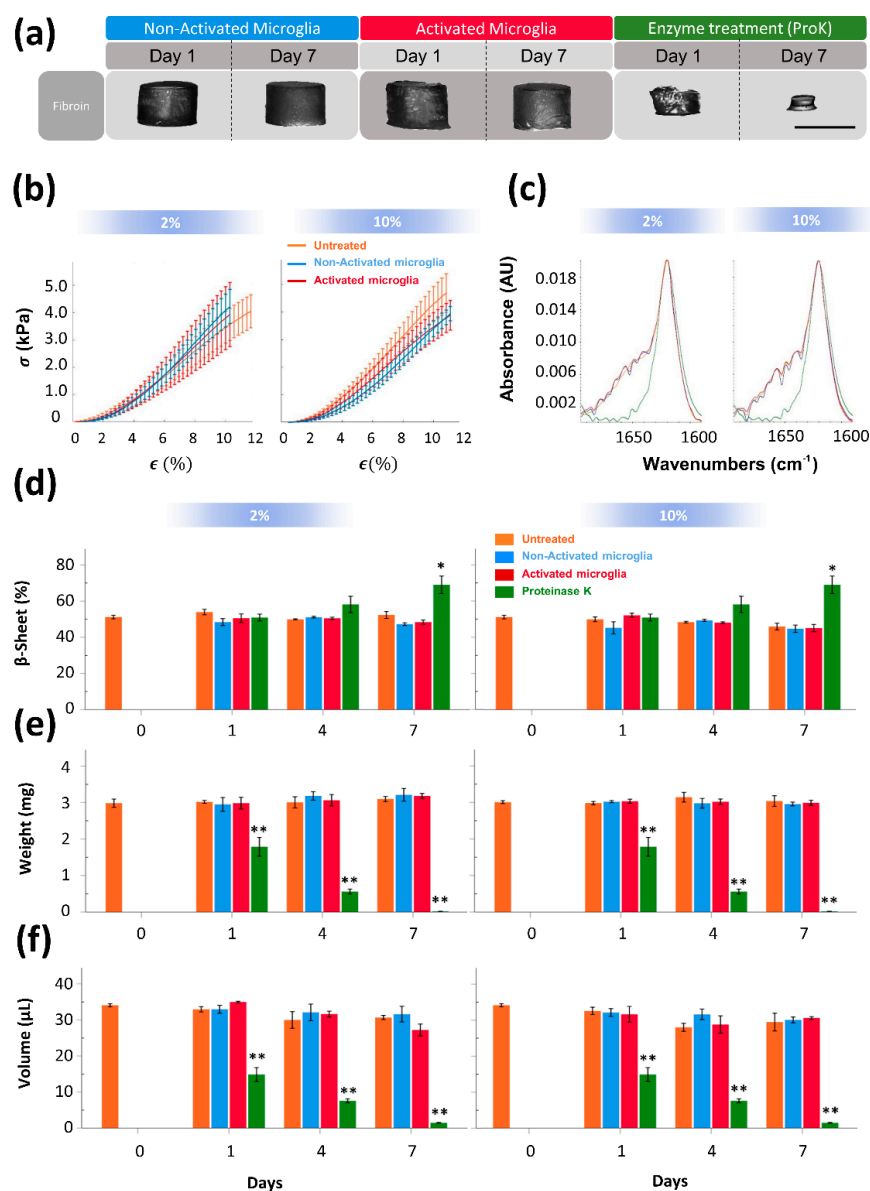 (a)
Non-Activated Microglia Activated Microglia Enzyme treatment (ProK)
Day 1 Day 7 Day 1 Day 7 Day 1 Day 7
Fibroin
(b)
(c)
2% 10% 2% 10%
Untreated
Non-Activated microglia
Activated microglia
σ (kPa)
5.0
4.0
3.0
2.0
1.0
0
0 2 4 6 8 10 12 0 2 4 6 8 10 12
ϵ (%) ϵ(%)
Absorbance (AU)
0.018
0.014
0.010
0.006
0.002
1650 1600 1650 1600
Wavenumbers (cm-1)
(d)
2% 10%
Untreated
Non-Activated microglia
Activated microglia
Proteinase K
β-Sheet (%)
80
60
40
20
0
* *
0 1 4 7 0 1 4 7
(e)
Weight (mg)
4
3
2
1
0
** ** ** ** ** **
0 1 4 7 0 1 4 7
(f)
Volume (µL)
40
30
20
10
0
** ** ** ** ** **
0 1 4 7 0 1 4 7
Days Days